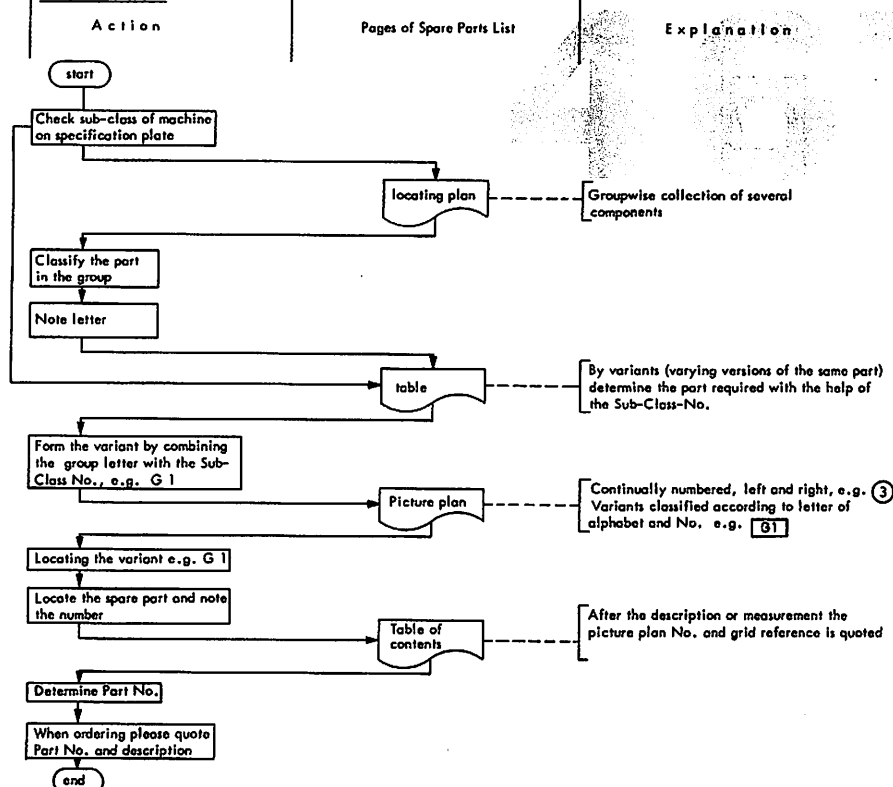 Action
Pages of Spare Parts List
Explanation
start
Check sub-class of machine
on specification plate
locating plan
Groupwise collection of several
components
Classify the part
in the group
Note letter
table
By variants (varying versions of the same part)
determine the part required with the help of
the Sub-Class-No.
Form the variant by combining
the group letter with the Sub-
Class No., e.g. G 1
Picture plan
Continually numbered, left and right, e.g. 3
Variants classified according to letter of
alphabet and No. e.g. G1
Locating the variant e.g. G 1
Locate the spare part and note
the number
Table of
contents
After the description or measurement the
picture plan No. and grid reference is quoted
Determine Part No.
When ordering please quote
Part No. and description
end